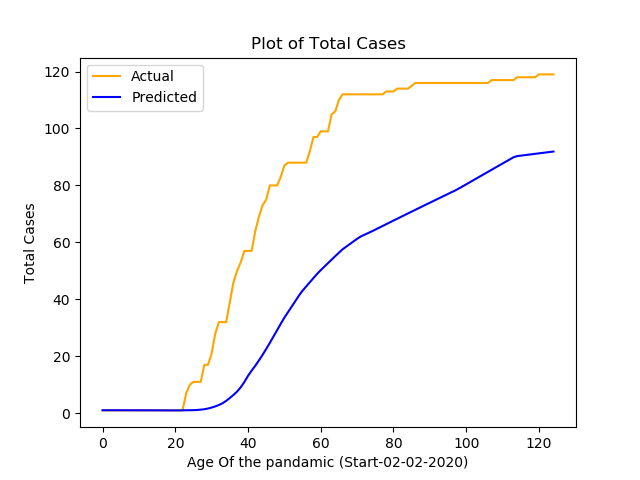 Plot of Total Cases
Actual
Predicted
120
100
80
60
40
20
0
Total Cases
0 20 40 60 80 100 120
Age Of the pandamic (Start-02-02-2020)